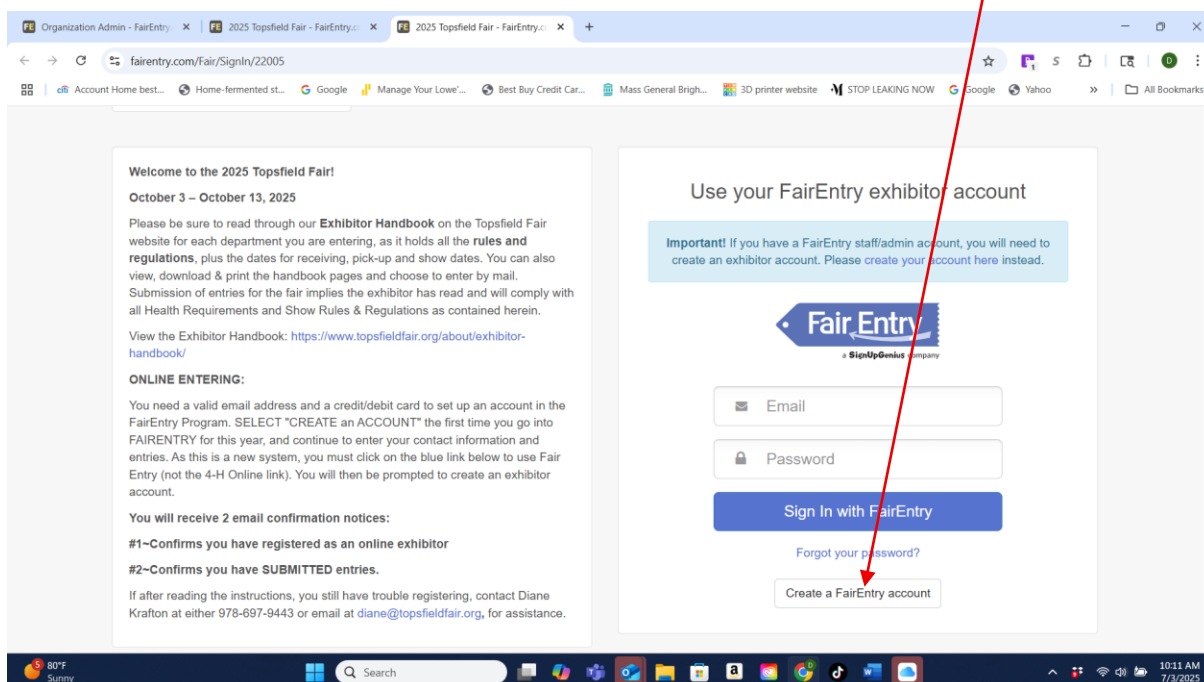 Organization Admin - FairEntry.
2025 Topsfield Fair - FairEntry.c
2025 Topsfield Fair - FairEntry.c
fairentry.com/Fair/SignIn/22005
citi Account Home best...
Home-fermented st...
Google
Manage Your Lowe'...
Best Buy Credit Car...
Mass General Brigh...
3D printer website
STOP LEAKING NOW
Google
Yahoo
»
All Bookmarks
Welcome to the 2025 Topsfield Fair!
October 3 – October 13, 2025
Please be sure to read through our Exhibitor Handbook on the Topsfield Fair
website for each department you are entering, as it holds all the rules and
regulations, plus the dates for receiving, pick-up and show dates. You can also
view, download & print the handbook pages and choose to enter by mail.
Submission of entries for the fair implies the exhibitor has read and will comply with
all Health Requirements and Show Rules & Regulations as contained herein.
View the Exhibitor Handbook: https://www.topsfieldfair.org/about/exhibitor-
handbook/
ONLINE ENTERING:
You need a valid email address and a credit/debit card to set up an account in the
FairEntry Program. SELECT "CREATE an ACCOUNT" the first time you go into
FAIRENTRY for this year, and continue to enter your contact information and
entries. As this is a new system, you must click on the blue link below to use Fair
Entry (not the 4-H Online link). You will then be prompted to create an exhibitor
account.
You will receive 2 email confirmation notices:
#1~Confirms you have registered as an online exhibitor
#2~Confirms you have SUBMITTED entries.
If after reading the instructions, you still have trouble registering, contact Diane
Krafton at either 978-697-9443 or email at diane@topsfieldfair.org, for assistance.
Use your FairEntry exhibitor account
Important! If you have a FairEntry staff/admin account, you will need to
create an exhibitor account. Please create your account here instead.
Fair Entry
a SignUpGenius company
Email
Password
Sign In with FairEntry
Forgot your password?
Create a FairEntry account
5
80°F
Sunny
Search
10:11 AM
7/3/2025